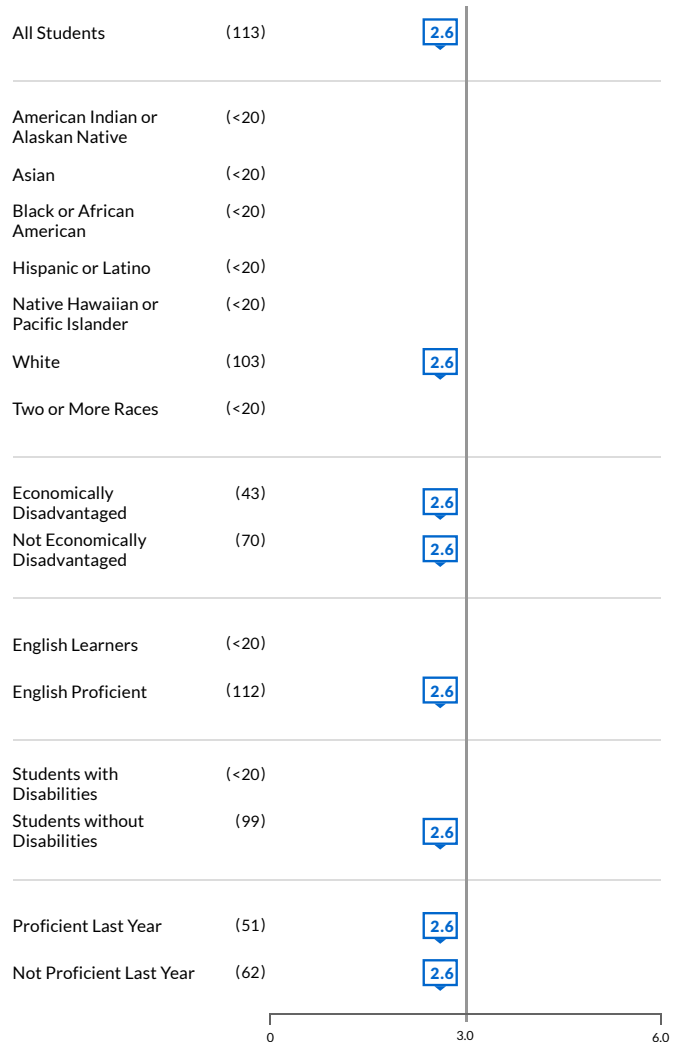 All Students (113) 2.6
American Indian or (<20)
Alaskan Native
Asian (<20)
Black or African (<20)
American
Hispanic or Latino (<20)
Native Hawaiian or (<20)
Pacific Islander
White (103) 2.6
Two or More Races (<20)
Economically (43) 2.6
Disadvantaged
Not Economically (70) 2.6
Disadvantaged
English Learners (<20)
English Proficient (112) 2.6
Students with (<20)
Disabilities
Students without (99) 2.6
Disabilities
Proficient Last Year (51) 2.6
Not Proficient Last Year (62) 2.6
0 3.0 6.0